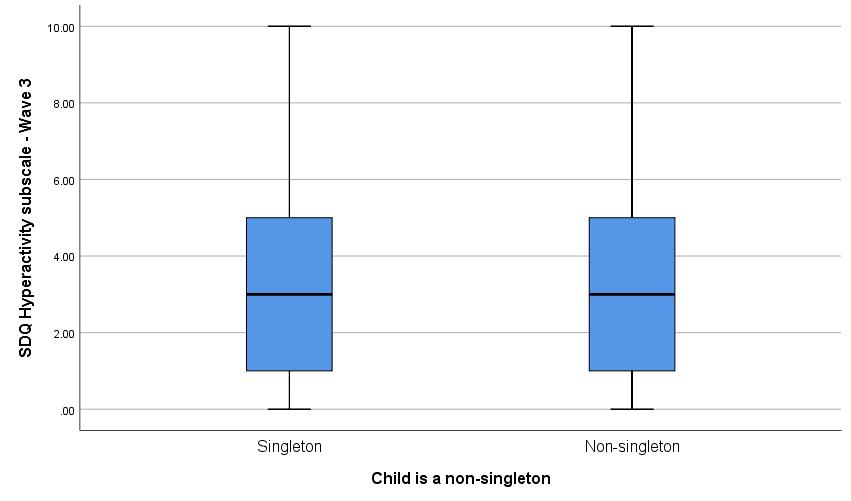 SDQ Hyperactivity subscale - Wave 3
10.00
8.00
6.00
4.00
2.00
.00
Singleton
Non-singleton
Child is a non-singleton